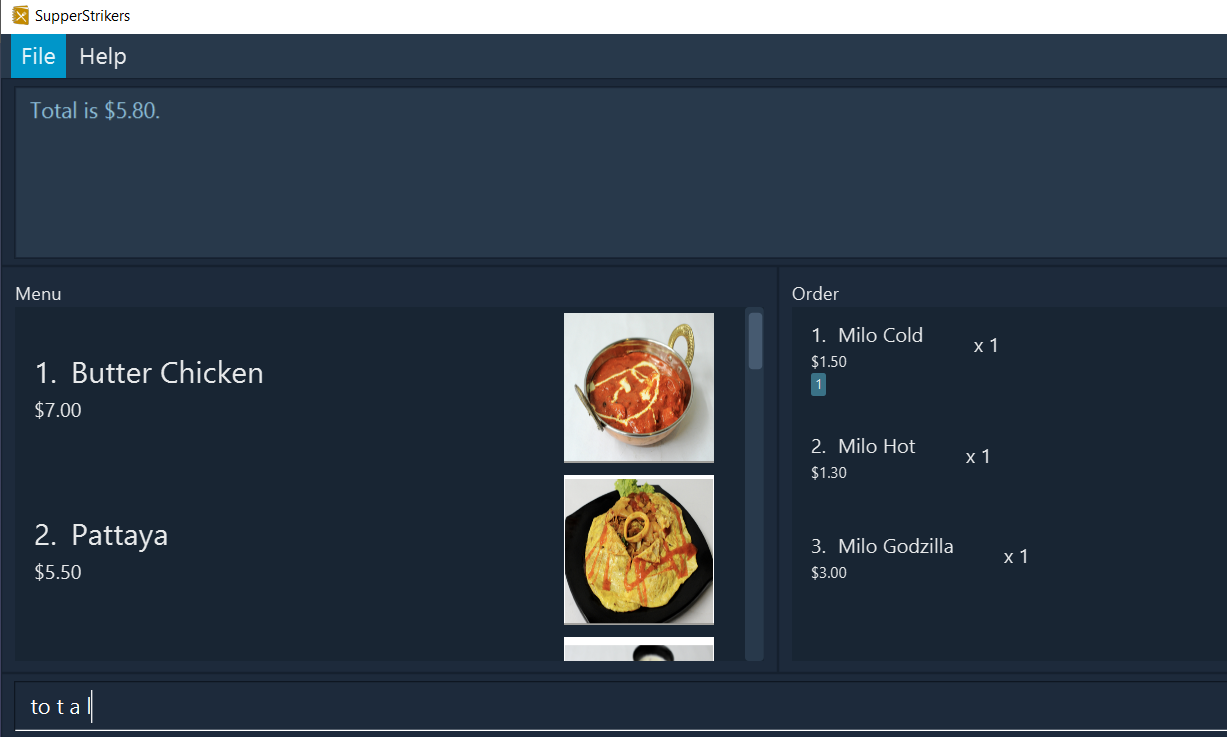 SupperStrikers
File Help
Total is $5.80.
Menu
1. Butter Chicken
$7.00
2. Pattaya
$5.50
Order
1. Milo Cold x 1
$1.50
1
2. Milo Hot x 1
$1.30
3. Milo Godzilla x 1
$3.00
to t a l